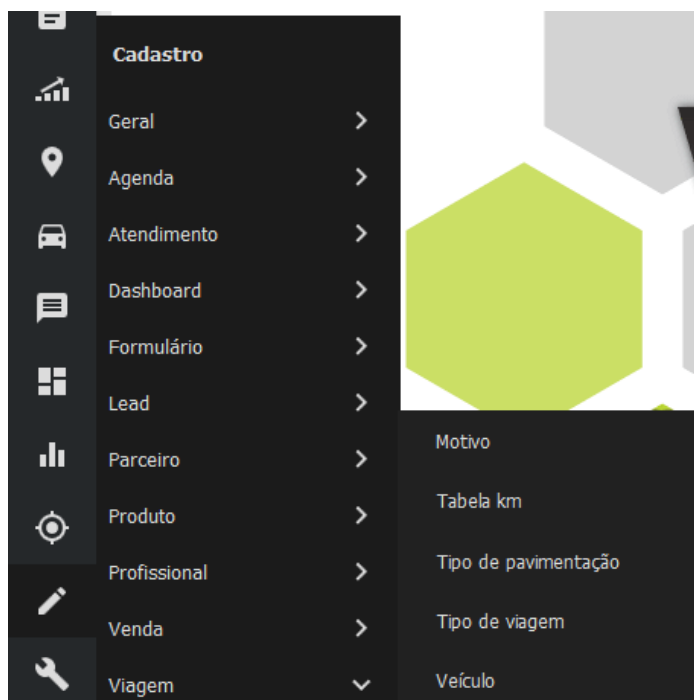 Cadastro
Geral
Agenda
Atendimento
Dashboard
Formulário
Lead
Parceiro
Produto
Profissional
Venda
Viagem
Motivo
Tabela km
Tipo de pavimentação
Tipo de viagem
Veículo